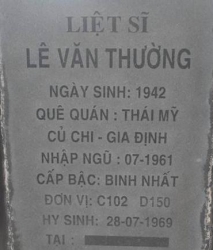 LIỆT SĨ
LÊ VĂN THƯỜNG
NGÀY SINH: 1942
QUÊ QUÁN : THÁI MỸ
CỦ CHI - GIA ĐỊNH
NHẬP NGŨ : 07-1961
CẤP BẬC: BINH NHẤT
ĐƠN VỊ: C102 D150
HY SINH: 28-07-1969
TẠI :